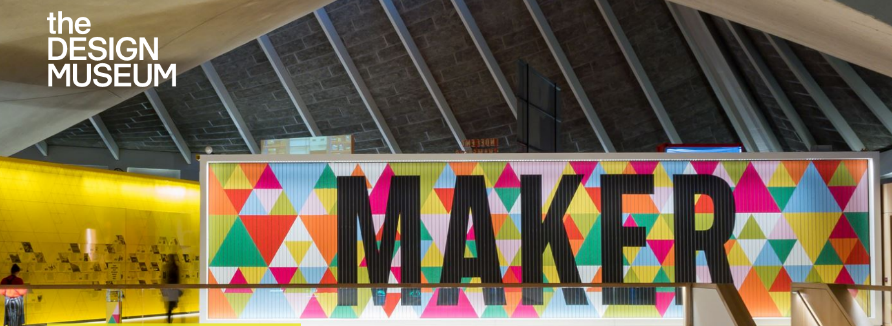 the
DESIGN
MUSEUM
MAKER